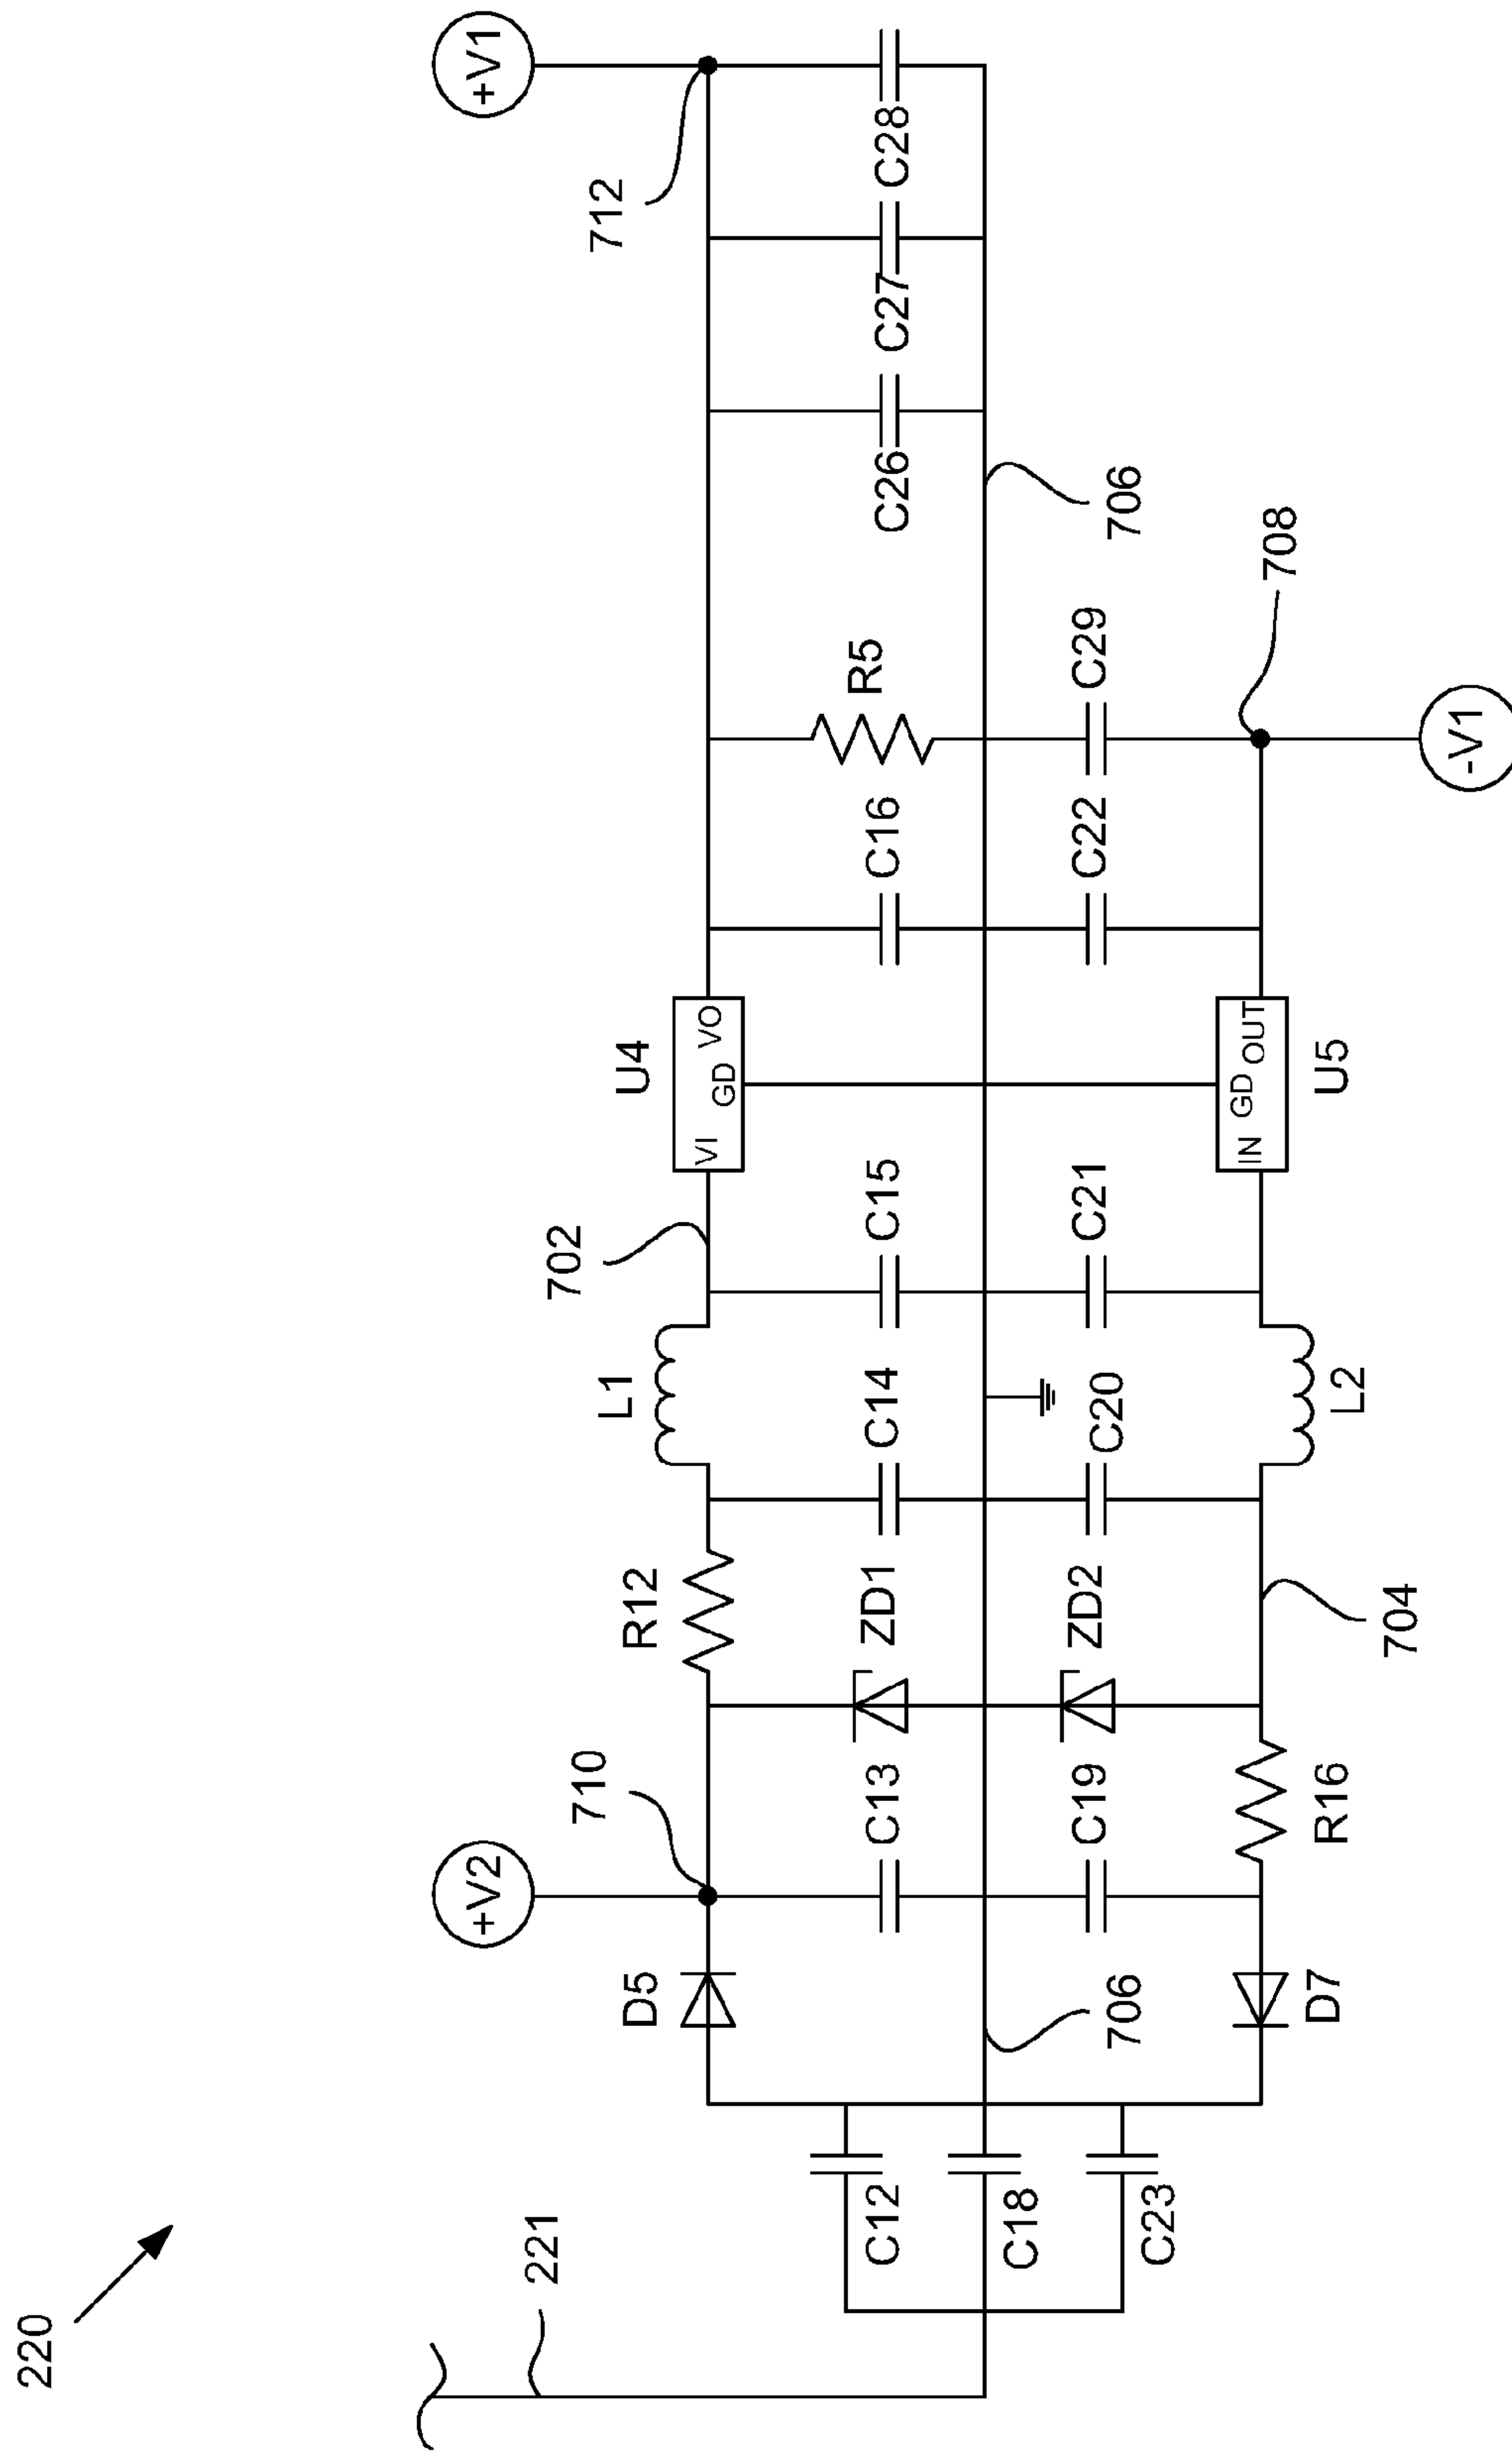 220
221
+V2
+V1
710
702
712
D5
R12
L1
U4
VI
GD
VO
C12
C13
ZD1
C14
C15
C16
R5
C26
C27
C28
C18
706
706
C23
C19
ZD2
C20
C21
C22
C29
708
IN
GD
OUT
D7
R16
704
L2
U5
-V1